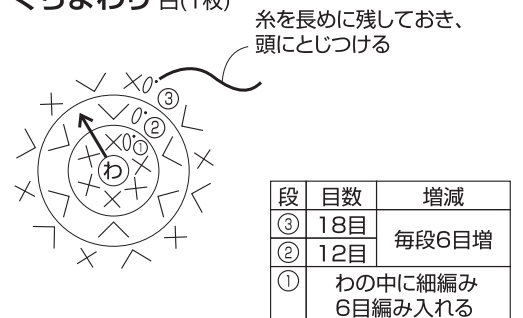 くちまわり 白(1枚)
糸を長めに残しておき、
頭にとじつける
③
②
①
わ
段 目数 増減
③ 18目 毎段6目増
② 12目
① わの中に細編み
6目編み入れる